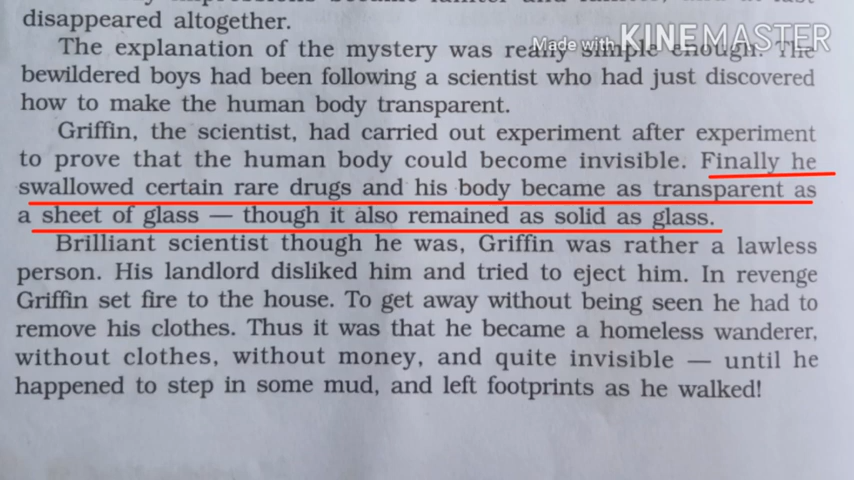 disappeared altogether.
The explanation of the mystery was really simple enough. The
bewildered boys had been following a scientist who had just discovered
how to make the human body transparent.
Griffin, the scientist, had carried out experiment after experiment
to prove that the human body could become invisible. Finally he
swallowed certain rare drugs and his body became as transparent as
a sheet of glass — though it also remained as solid as glass.
Brilliant scientist though he was, Griffin was rather a lawless
person. His landlord disliked him and tried to eject him. In revenge
Griffin set fire to the house. To get away without being seen he had to
remove his clothes. Thus it was that he became a homeless wanderer,
without clothes, without money, and quite invisible — until he
happened to step in some mud, and left footprints as he walked!
Made with KINEMASTER